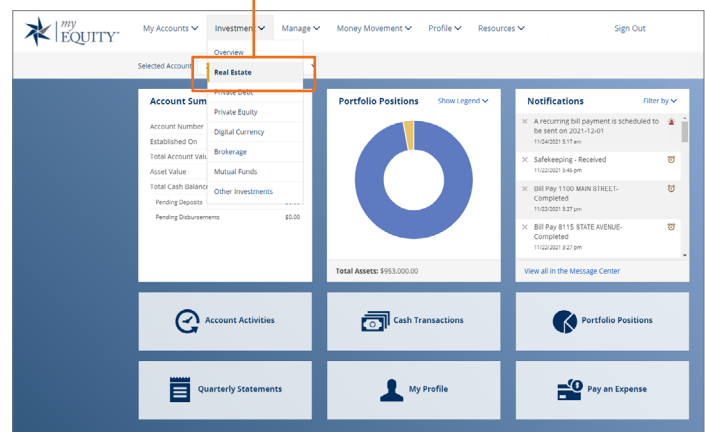 my
EQUITY
My Accounts
Investment
Manage
Money Movement
Profile
Resources
Sign Out
Selected Account
Overview
Real Estate
Private Debt
Private Equity
Digital Currency
Brokerage
Mutual Funds
Other Investments
Account Sum
Account Number
Established On
Total Account Valu
Asset Value
Total Cash Balance
Pending Deposits
Pending Disbursements $0.00
Portfolio Positions Show Legend
Total Assets: $953,000.00
Notifications Filter by
A recurring bill payment is scheduled to
be sent on 2021-12-01
11/24/2021 5:17 am
Safekeeping - Received
11/22/2021 5:45 pm
Bill Pay 1100 MAIN STREET-
Completed
11/22/2021 3:27 pm
Bill Pay 8115 STATE AVENUE-
Completed
11/22/2021 3:27 pm
View all in the Message Center
Account Activities
Cash Transactions
Portfolio Positions
Quarterly Statements
My Profile
Pay an Expense